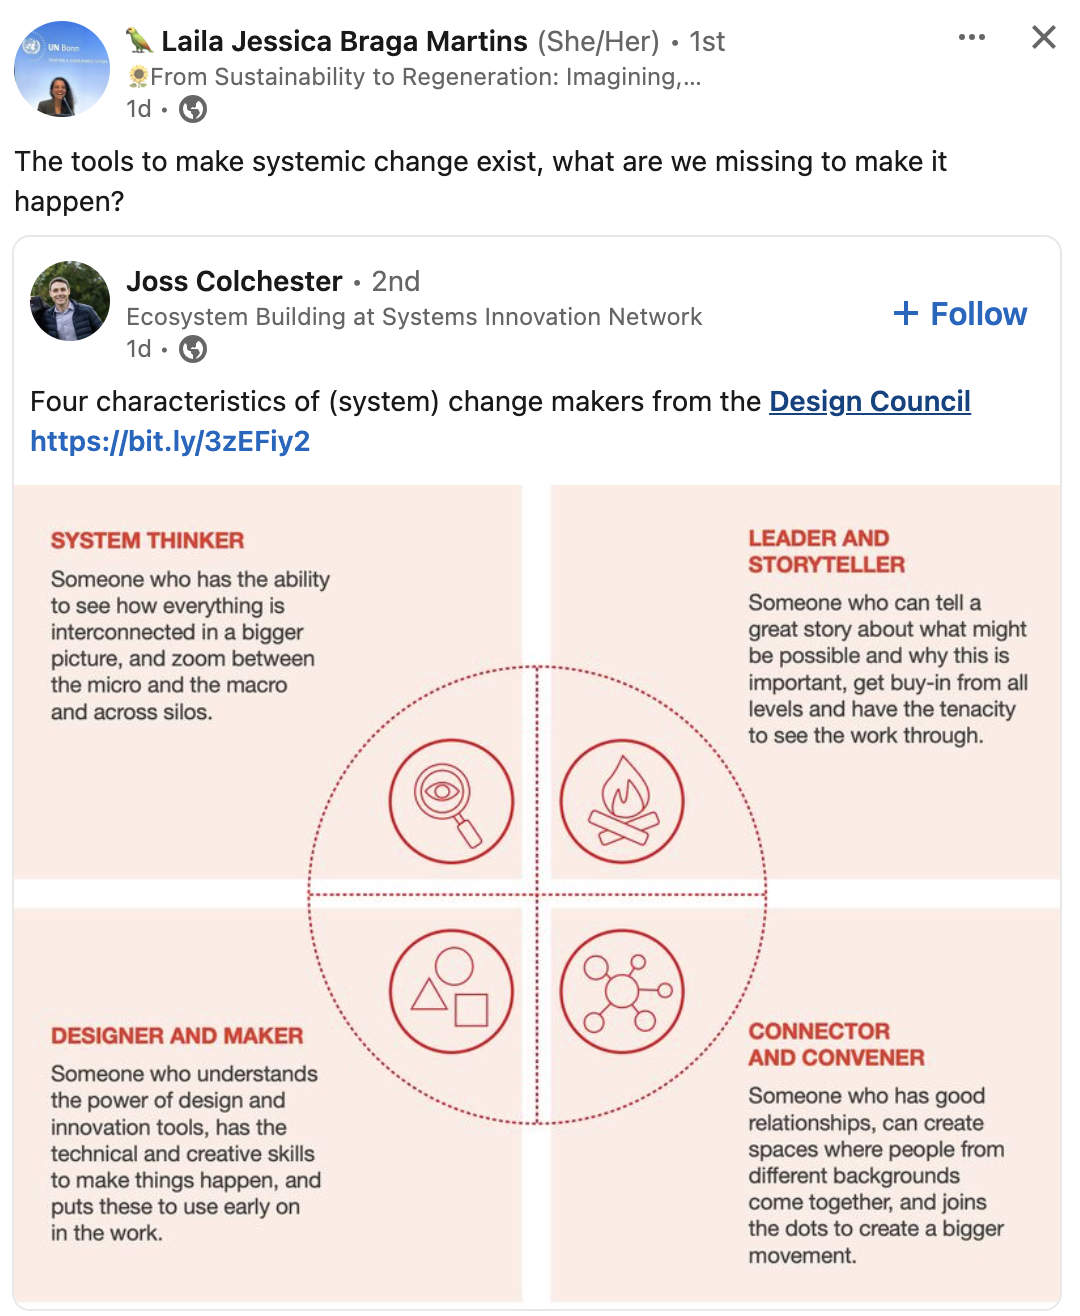 UN Bonn
Laila Jessica Braga Martins (She/Her) • 1st
From Sustainability to Regeneration: Imagining,...
1d •
The tools to make systemic change exist, what are we missing to make it
happen?
Joss Colchester • 2nd
Ecosystem Building at Systems Innovation Network
1d •
+ Follow
Four characteristics of (system) change makers from the Design Council
https://bit.ly/3zEFiy2
SYSTEM THINKER
Someone who has the ability
to see how everything is
interconnected in a bigger
picture, and zoom between
the micro and the macro
and across silos.
LEADER AND
STORYTELLER
Someone who can tell a
great story about what might
be possible and why this is
important, get buy-in from all
levels and have the tenacity
to see the work through.
DESIGNER AND MAKER
Someone who understands
the power of design and
innovation tools, has the
technical and creative skills
to make things happen, and
puts these to use early on
in the work.
CONNECTOR
AND CONVENER
Someone who has good
relationships, can create
spaces where people from
different backgrounds
come together, and joins
the dots to create a bigger
movement.